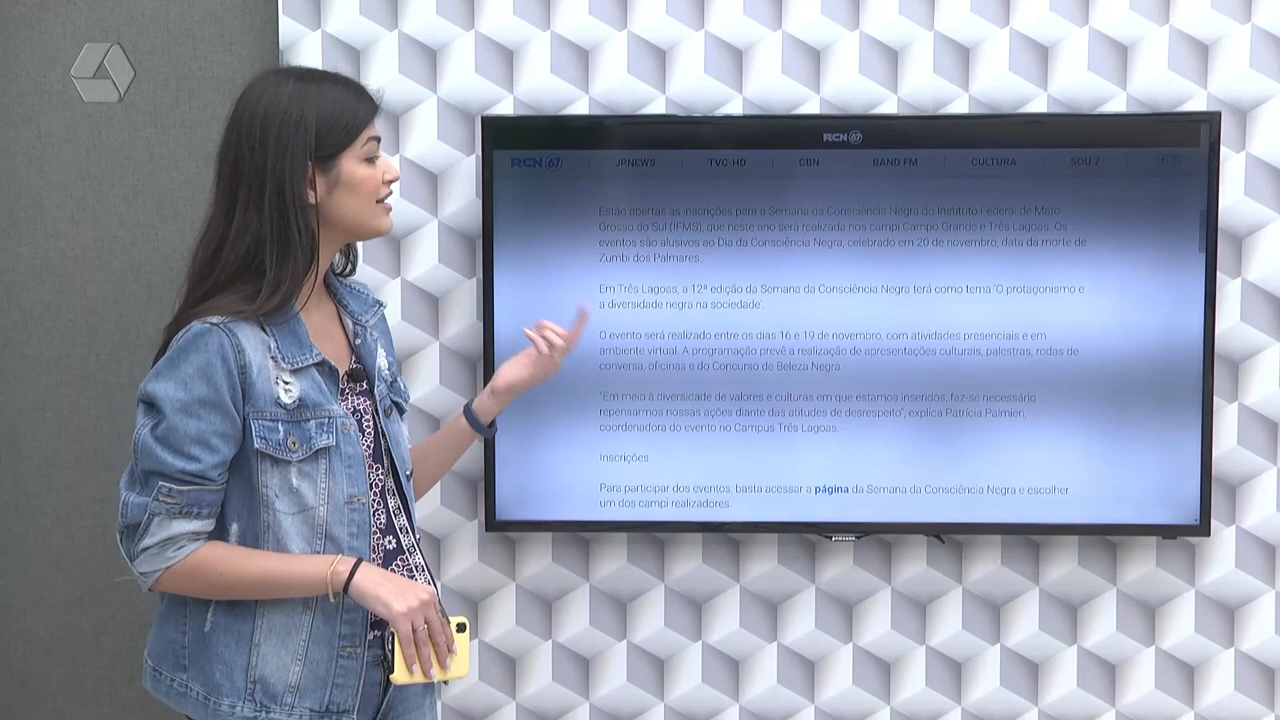 RCN 67
RCN 67 JPNEWS TVC-HD CBN BAND FM CULTURA SOU 7
Estão abertas as inscrições para a Semana da Consciência Negra do Instituto Federal de Mato
Grosso do Sul (IFMS), que neste ano será realizada nos campi Campo Grande e Três Lagoas. Os
eventos são alusivos ao Dia da Consciência Negra, celebrado em 20 de novembro, data da morte de
Zumbi dos Palmares.
Em Três Lagoas, a 12ª edição da Semana da Consciência Negra terá como tema 'O protagonismo e
a diversidade negra na sociedade'.
O evento será realizado entre os dias 16 e 19 de novembro, com atividades presenciais e em
ambiente virtual. A programação prevê a realização de apresentações culturais, palestras, rodas de
conversa, oficinas e do Concurso de Beleza Negra.
"Em meio à diversidade de valores e culturas em que estamos inseridos, faz-se necessário
repensarmos nossas ações diante das atitudes de desrespeito", explica Patrícia Palmieri,
coordenadora do evento no Campus Três Lagoas.
Inscrições
Para participar dos eventos, basta acessar a página da Semana da Consciência Negra e escolher
um dos campi realizadores.
SAMSUNG